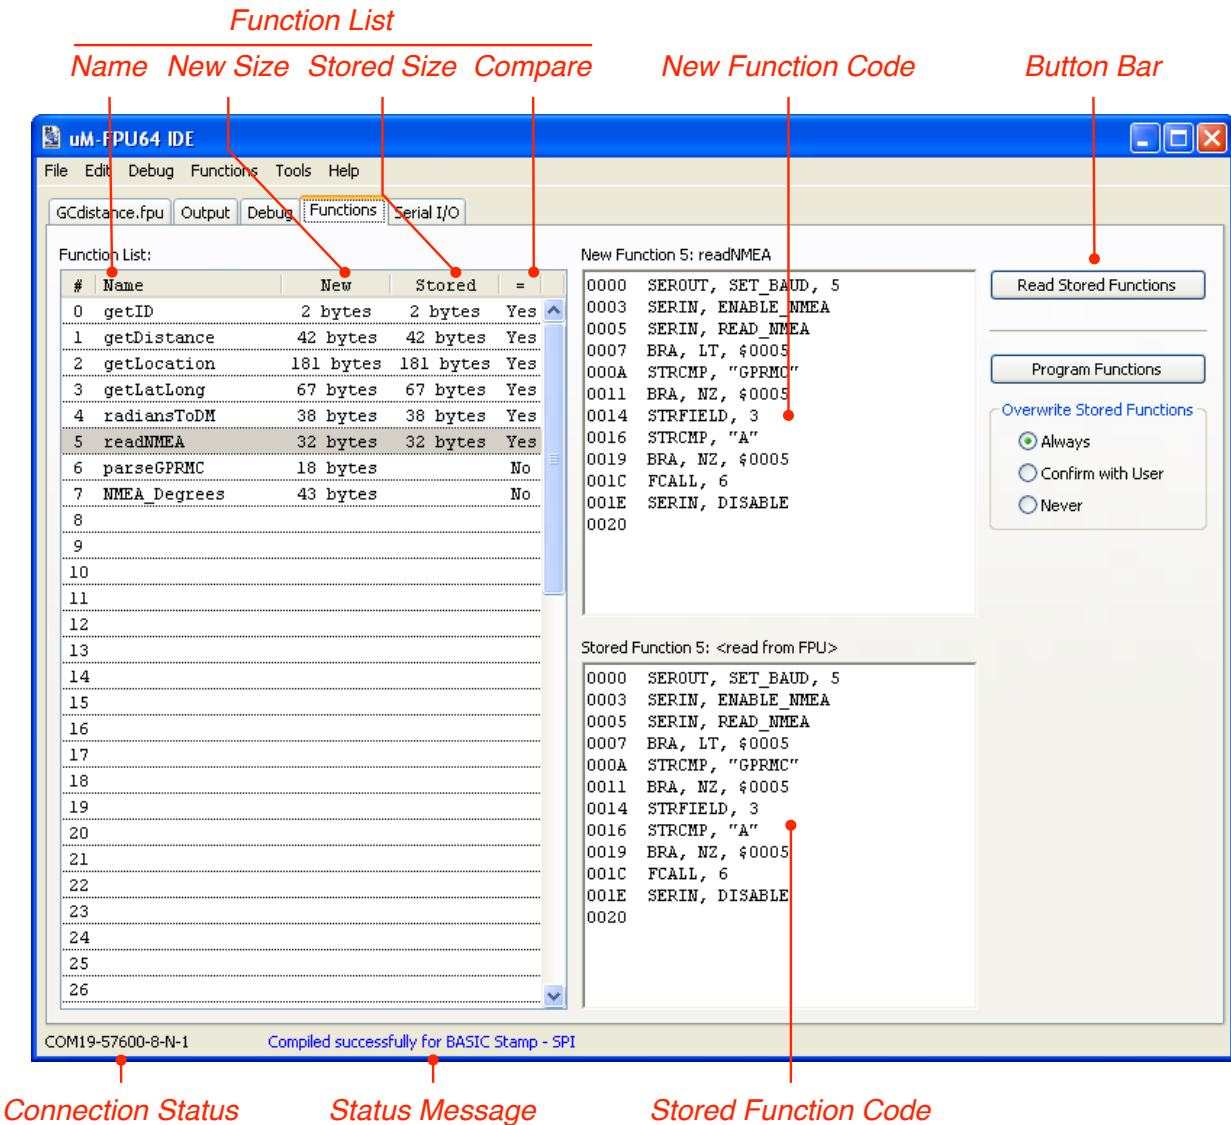 Function List
Name New Size Stored Size Compare New Function Code Button Bar
uM-FPU64 IDE
File Edit Debug Functions Tools Help
GCdistance.fpu Output Debug Functions Serial I/O
Function List:
# Name New Stored =
0 getID 2 bytes 2 bytes Yes
1 getDistance 42 bytes 42 bytes Yes
2 getLocation 181 bytes 181 bytes Yes
3 getLatLong 67 bytes 67 bytes Yes
4 radiansToDM 38 bytes 38 bytes Yes
5 readNMEA 32 bytes 32 bytes Yes
6 parseGPRMC 18 bytes No
7 NMEA_Degrees 43 bytes No
8
9
10
11
12
13
14
15
16
17
18
19
20
21
22
23
24
25
26
New Function 5: readNMEA
0000 SEROUT, SET_BAUD, 5
0003 SERIN, ENABLE_NMEA
0005 SERIN, READ_NMEA
0007 BRA, LT, $0005
000A STRCMP, "GPRMC"
0011 BRA, NZ, $0005
0014 STRFIELD, 3
0016 STRCMP, "A"
0019 BRA, NZ, $0005
001C FCALL, 6
001E SERIN, DISABLE
0020
Stored Function 5: <read from FPU>
0000 SEROUT, SET_BAUD, 5
0003 SERIN, ENABLE_NMEA
0005 SERIN, READ_NMEA
0007 BRA, LT, $0005
000A STRCMP, "GPRMC"
0011 BRA, NZ, $0005
0014 STRFIELD, 3
0016 STRCMP, "A"
0019 BRA, NZ, $0005
001C FCALL, 6
001E SERIN, DISABLE
0020
Read Stored Functions
Program Functions
Overwrite Stored Functions
Always
Confirm with User
Never
COM19-57600-8-N-1 Compiled successfully for BASIC Stamp - SPI
Connection Status Status Message Stored Function Code